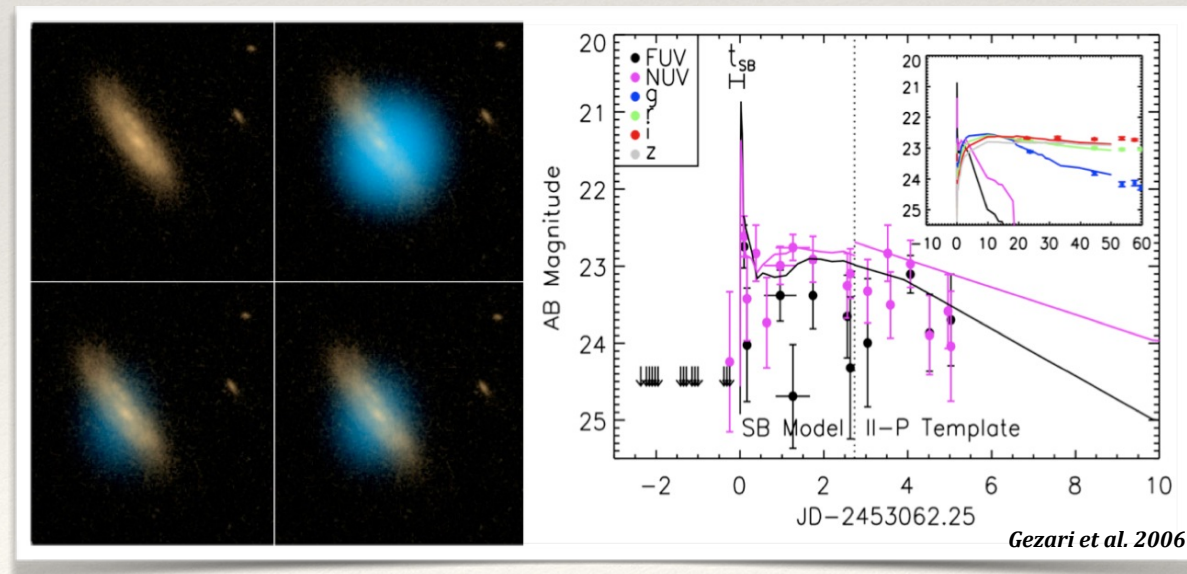 20
21
22
23
24
25
AB Magnitude
FUV
NUV
g
r
i
z
t_SB
20
21
22
23
24
25
-10 0 10 20 30 40 50 60
SB Model II-P Template
-2 0 2 4 6 8 10
JD-2453062.25
Gezari et al. 2006